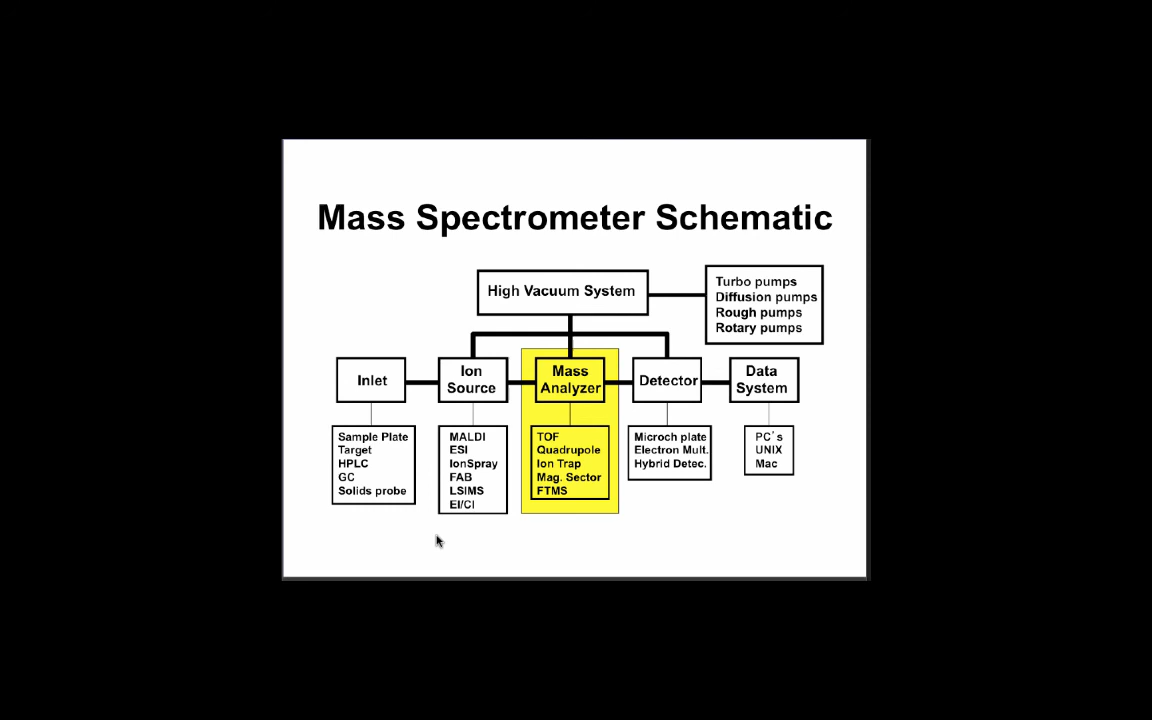 Mass Spectrometer Schematic
High Vacuum System
Turbo pumps
Diffusion pumps
Rough pumps
Rotary pumps
Inlet
Ion
Source
Mass
Analyzer
Detector
Data
System
Sample Plate
Target
HPLC
GC
Solids probe
MALDI
ESI
IonSpray
FAB
LSIMS
EI/CI
TOF
Quadrupole
Ion Trap
Mag. Sector
FTMS
Microch plate
Electron Mult.
Hybrid Detec.
PC's
UNIX
Mac